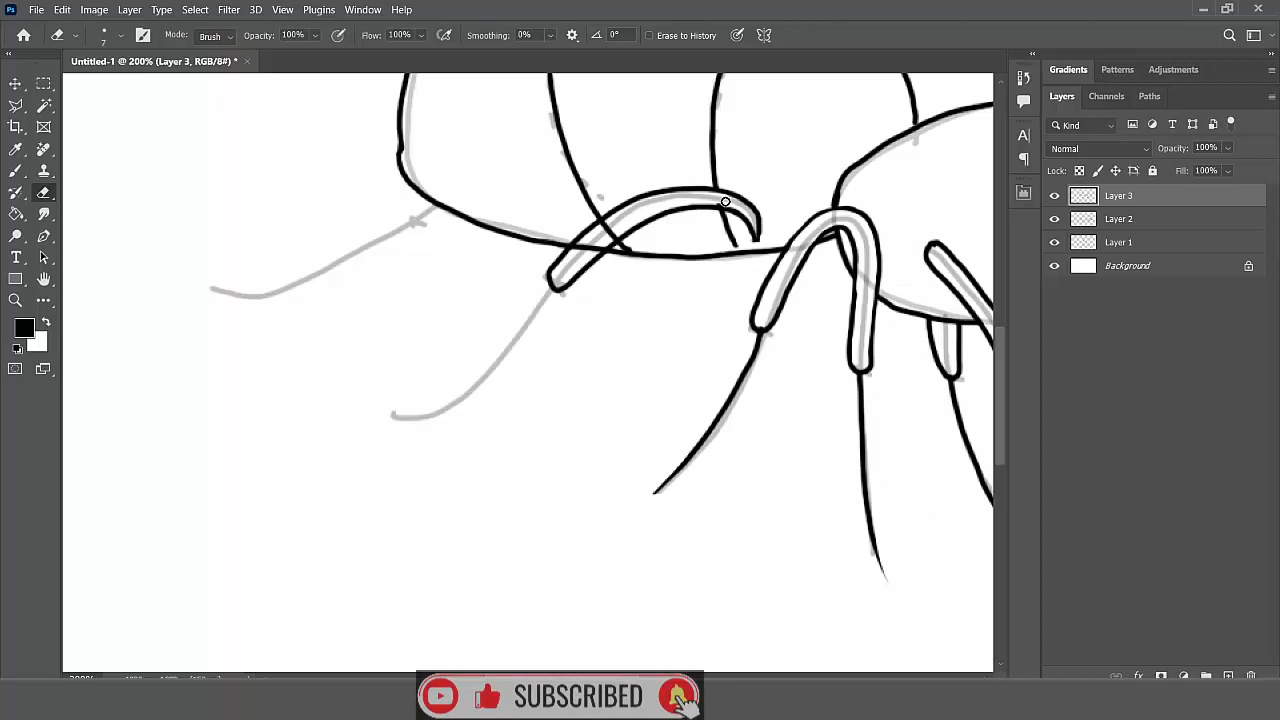 Ps File Edit Image Layer Type Select Filter 3D View Plugins Window Help
7 Mode: Brush Opacity: 100% Flow: 100% Smoothing: 0% 0° Erase to History
Untitled-1 @ 200% (Layer 3, RGB/8#) *
Gradients Patterns Adjustments
Layers Channels Paths
Kind
Normal Opacity: 100%
Lock: Fill: 100%
Layer 3
Layer 2
Layer 1
Background
SUBSCRIBED